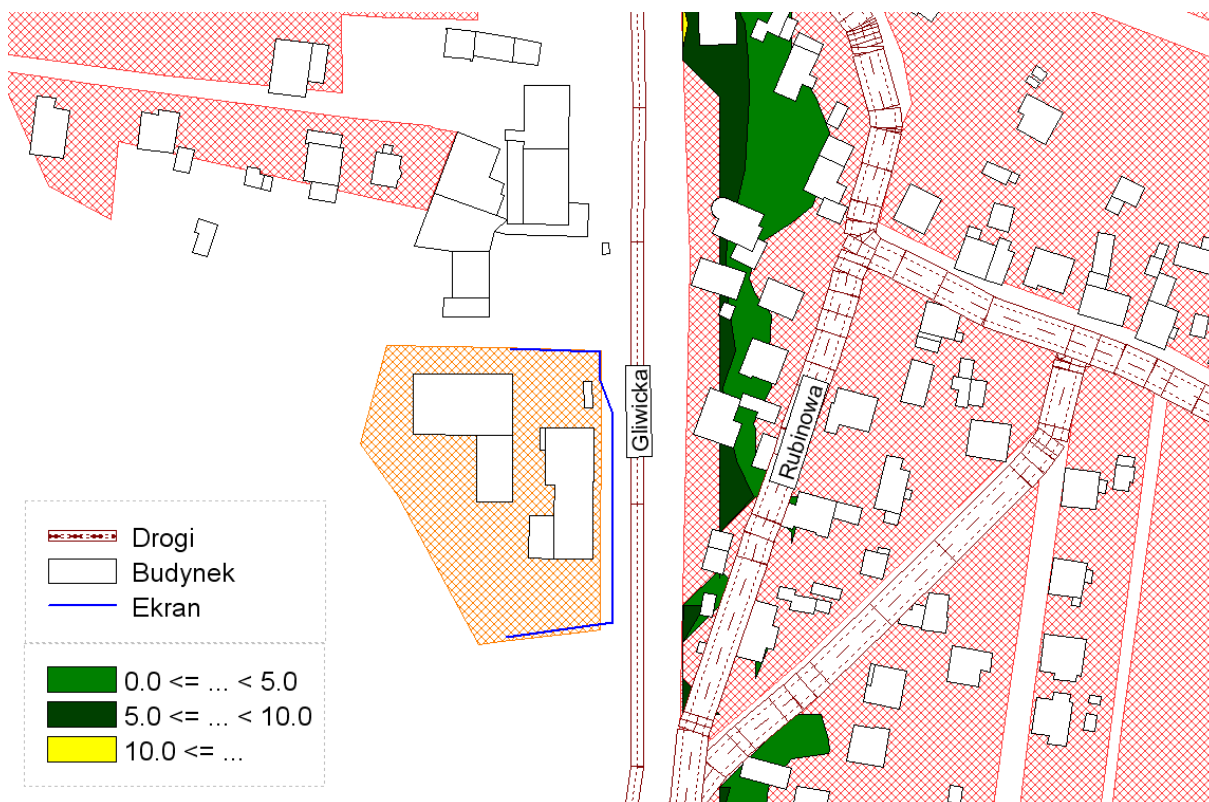 Gliwicka
Rubinowa
Drogi
Budynek
Ekran
0.0 <= ... < 5.0
5.0 <= ... < 10.0
10.0 <= ...